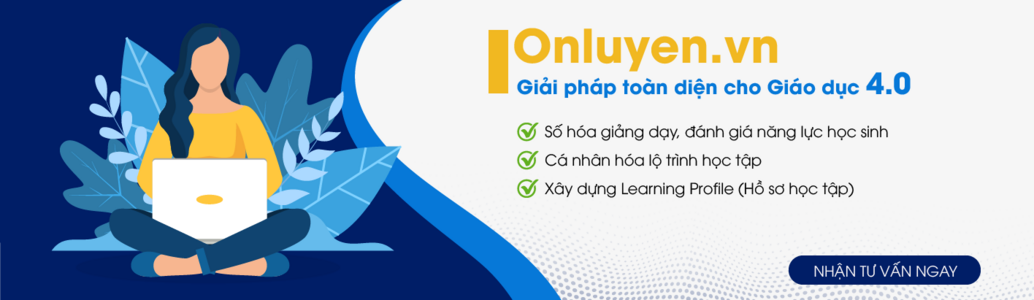 Onluyen.vn
Giải pháp toàn diện cho Giáo dục 4.0
Số hóa giảng dạy, đánh giá năng lực học sinh
Cá nhân hóa lộ trình học tập
Xây dựng Learning Profile (Hồ sơ học tập)
NHẬN TƯ VẤN NGAY